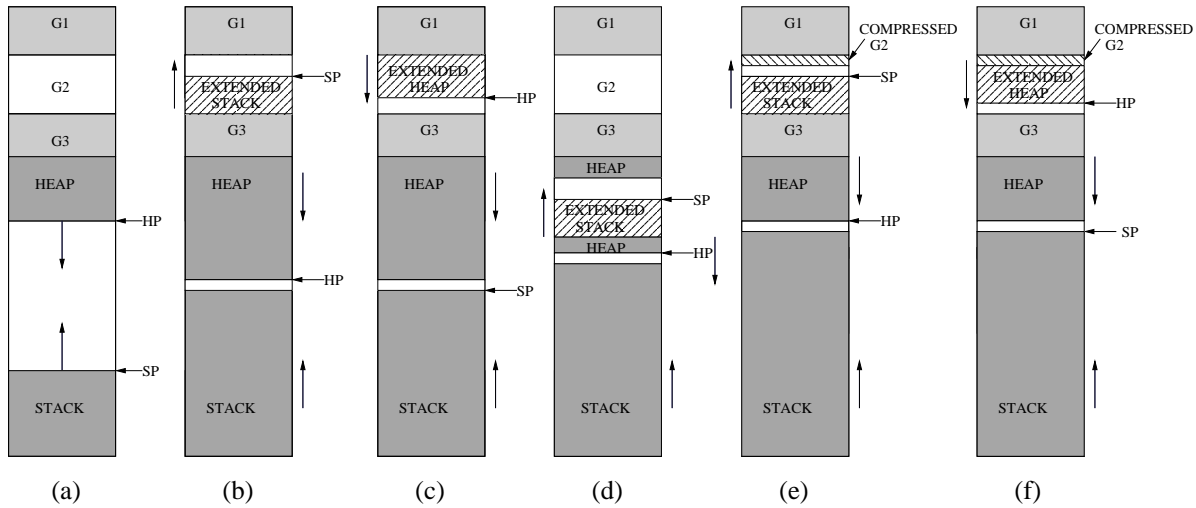 G1
G2
G3
HEAP
HP
SP
STACK
(a)
G1
SP
EXTENDED
STACK
G3
HEAP
HP
STACK
(b)
G1
EXTENDED
HEAP
HP
G3
HEAP
SP
STACK
(c)
G1
G2
G3
HEAP
SP
EXTENDED
STACK
HEAP
HP
STACK
(d)
G1
COMPRESSED
G2
SP
EXTENDED
STACK
G3
HEAP
HP
STACK
(e)
G1
COMPRESSED
G2
EXTENDED
HEAP
HP
G3
HEAP
SP
STACK
(f)